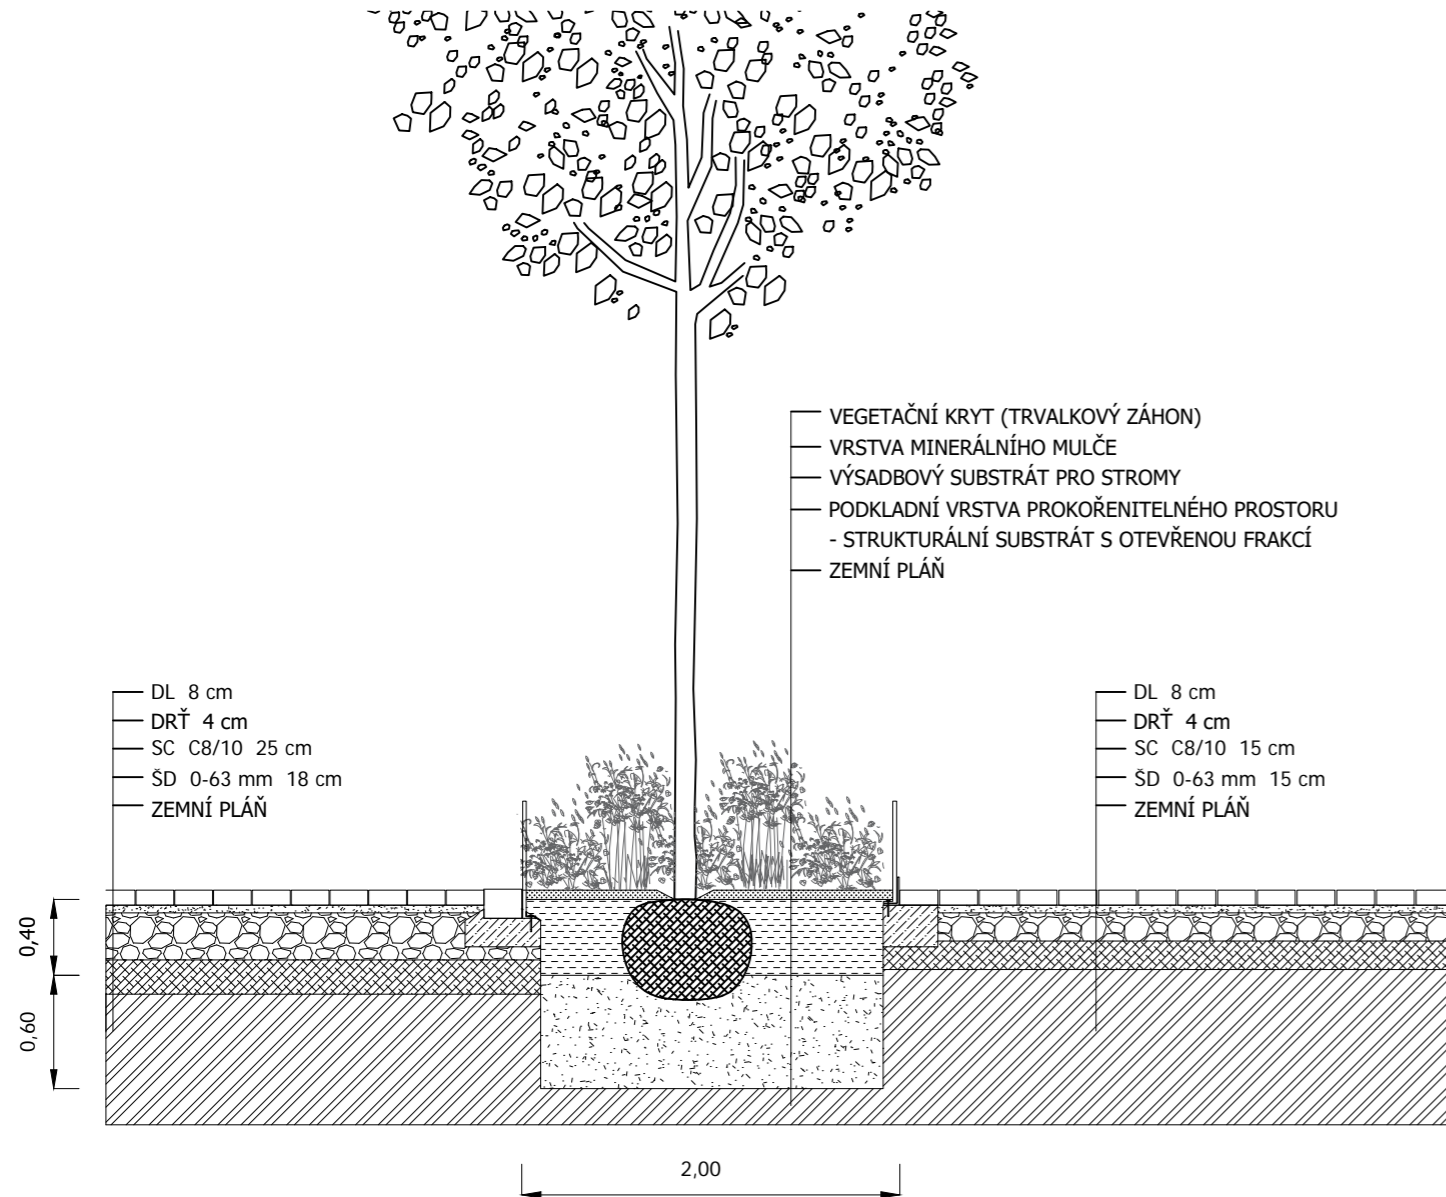 VEGETAČNÍ KRYT (TRVALKOVÝ ZÁHON)
VRSTVA MINERÁLNÍHO MULČE
VÝSADBOVÝ SUBSTRÁT PRO STROMY
PODKLADNÍ VRSTVA PROKOŘENITELNÉHO PROSTORU
- STRUKTURÁLNÍ SUBSTRÁT S OTEVŘENOU FRAKCÍ
ZEMNÍ PLÁŇ
DL 8 cm
DRŤ 4 cm
SC C8/10 25 cm
ŠD 0-63 mm 18 cm
ZEMNÍ PLÁŇ
DL 8 cm
DRŤ 4 cm
SC C8/10 15 cm
ŠD 0-63 mm 15 cm
ZEMNÍ PLÁŇ
0,40
0,60
2,00